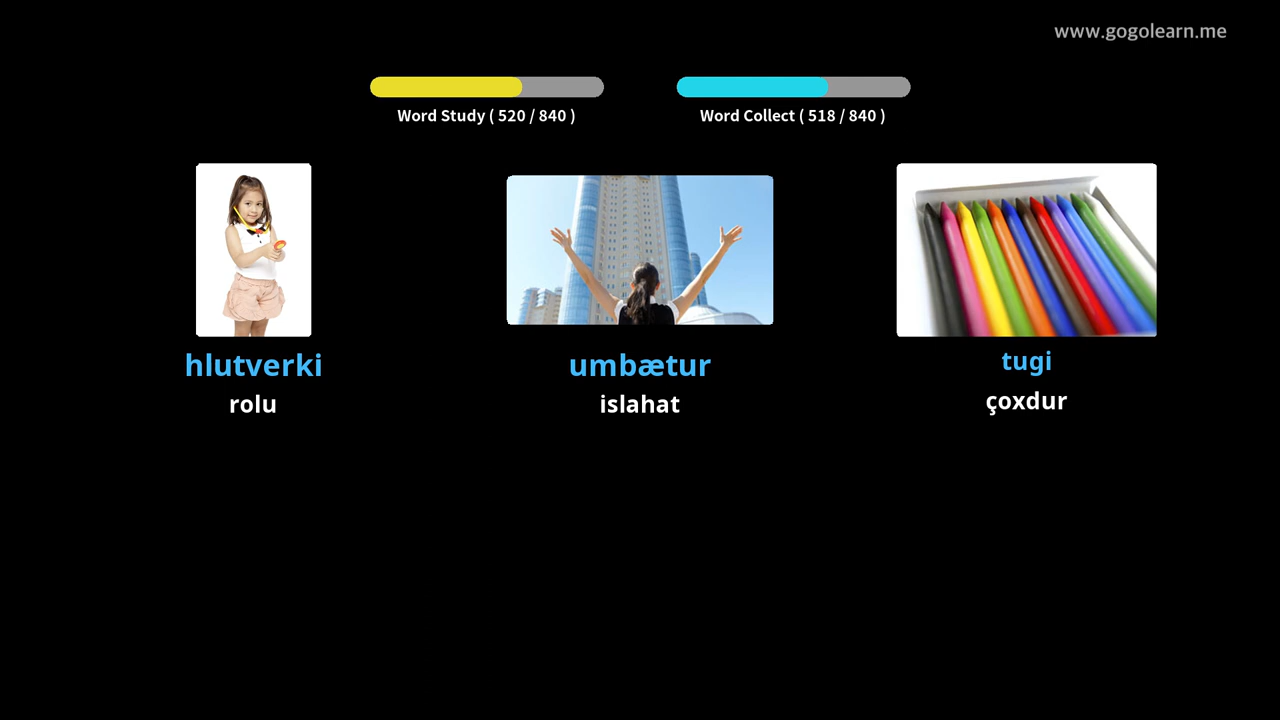 www.gogolearn.me
Word Study ( 520 / 840 )
Word Collect ( 518 / 840 )
hlutverki
rolu
umbætur
islahat
tugi
çoxdur